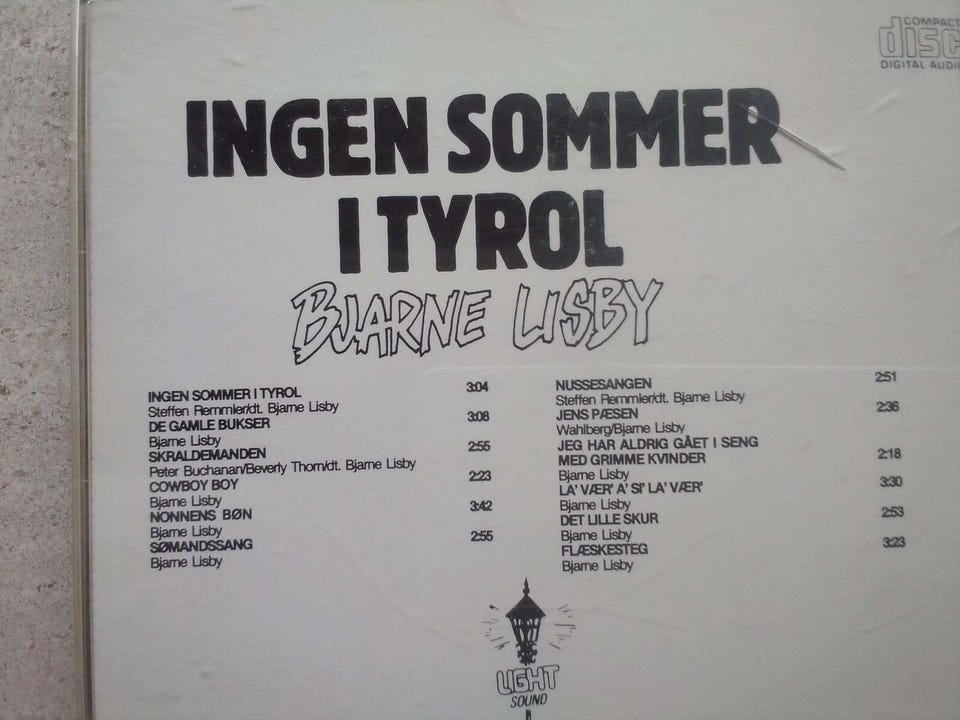 COMPACT
disc
DIGITAL AUDIO
INGEN SOMMER
I TYROL
BJARNE LISBY
INGEN SOMMER I TYROL 3:04
Steffen Remmler/dt. Bjarne Lisby
DE GAMLE BUKSER 3:08
Bjarne Lisby
SKRALDEMANDEN 2:55
Peter Buchanan/Beverly Thorn/dt. Bjarne Lisby
COWBOY BOY 2:23
Bjarne Lisby
NONNENS BØN 3:42
Bjarne Lisby
SØMANDSSANG 2:55
Bjarne Lisby
NUSSESANGEN 2:51
Steffen Remmler/dt. Bjarne Lisby
JENS PÆSEN 2:36
Wahlberg/Bjarne Lisby
JEG HAR ALDRIG GÅET I SENG
MED GRIMME KVINDER 2:18
Bjarne Lisby
LA' VÆR' A' SI' LA' VÆR' 3:30
Bjarne Lisby
DET LILLE SKUR 2:53
Bjarne Lisby
FLÆSKESTEG 3:23
Bjarne Lisby
LIGHT
SOUND